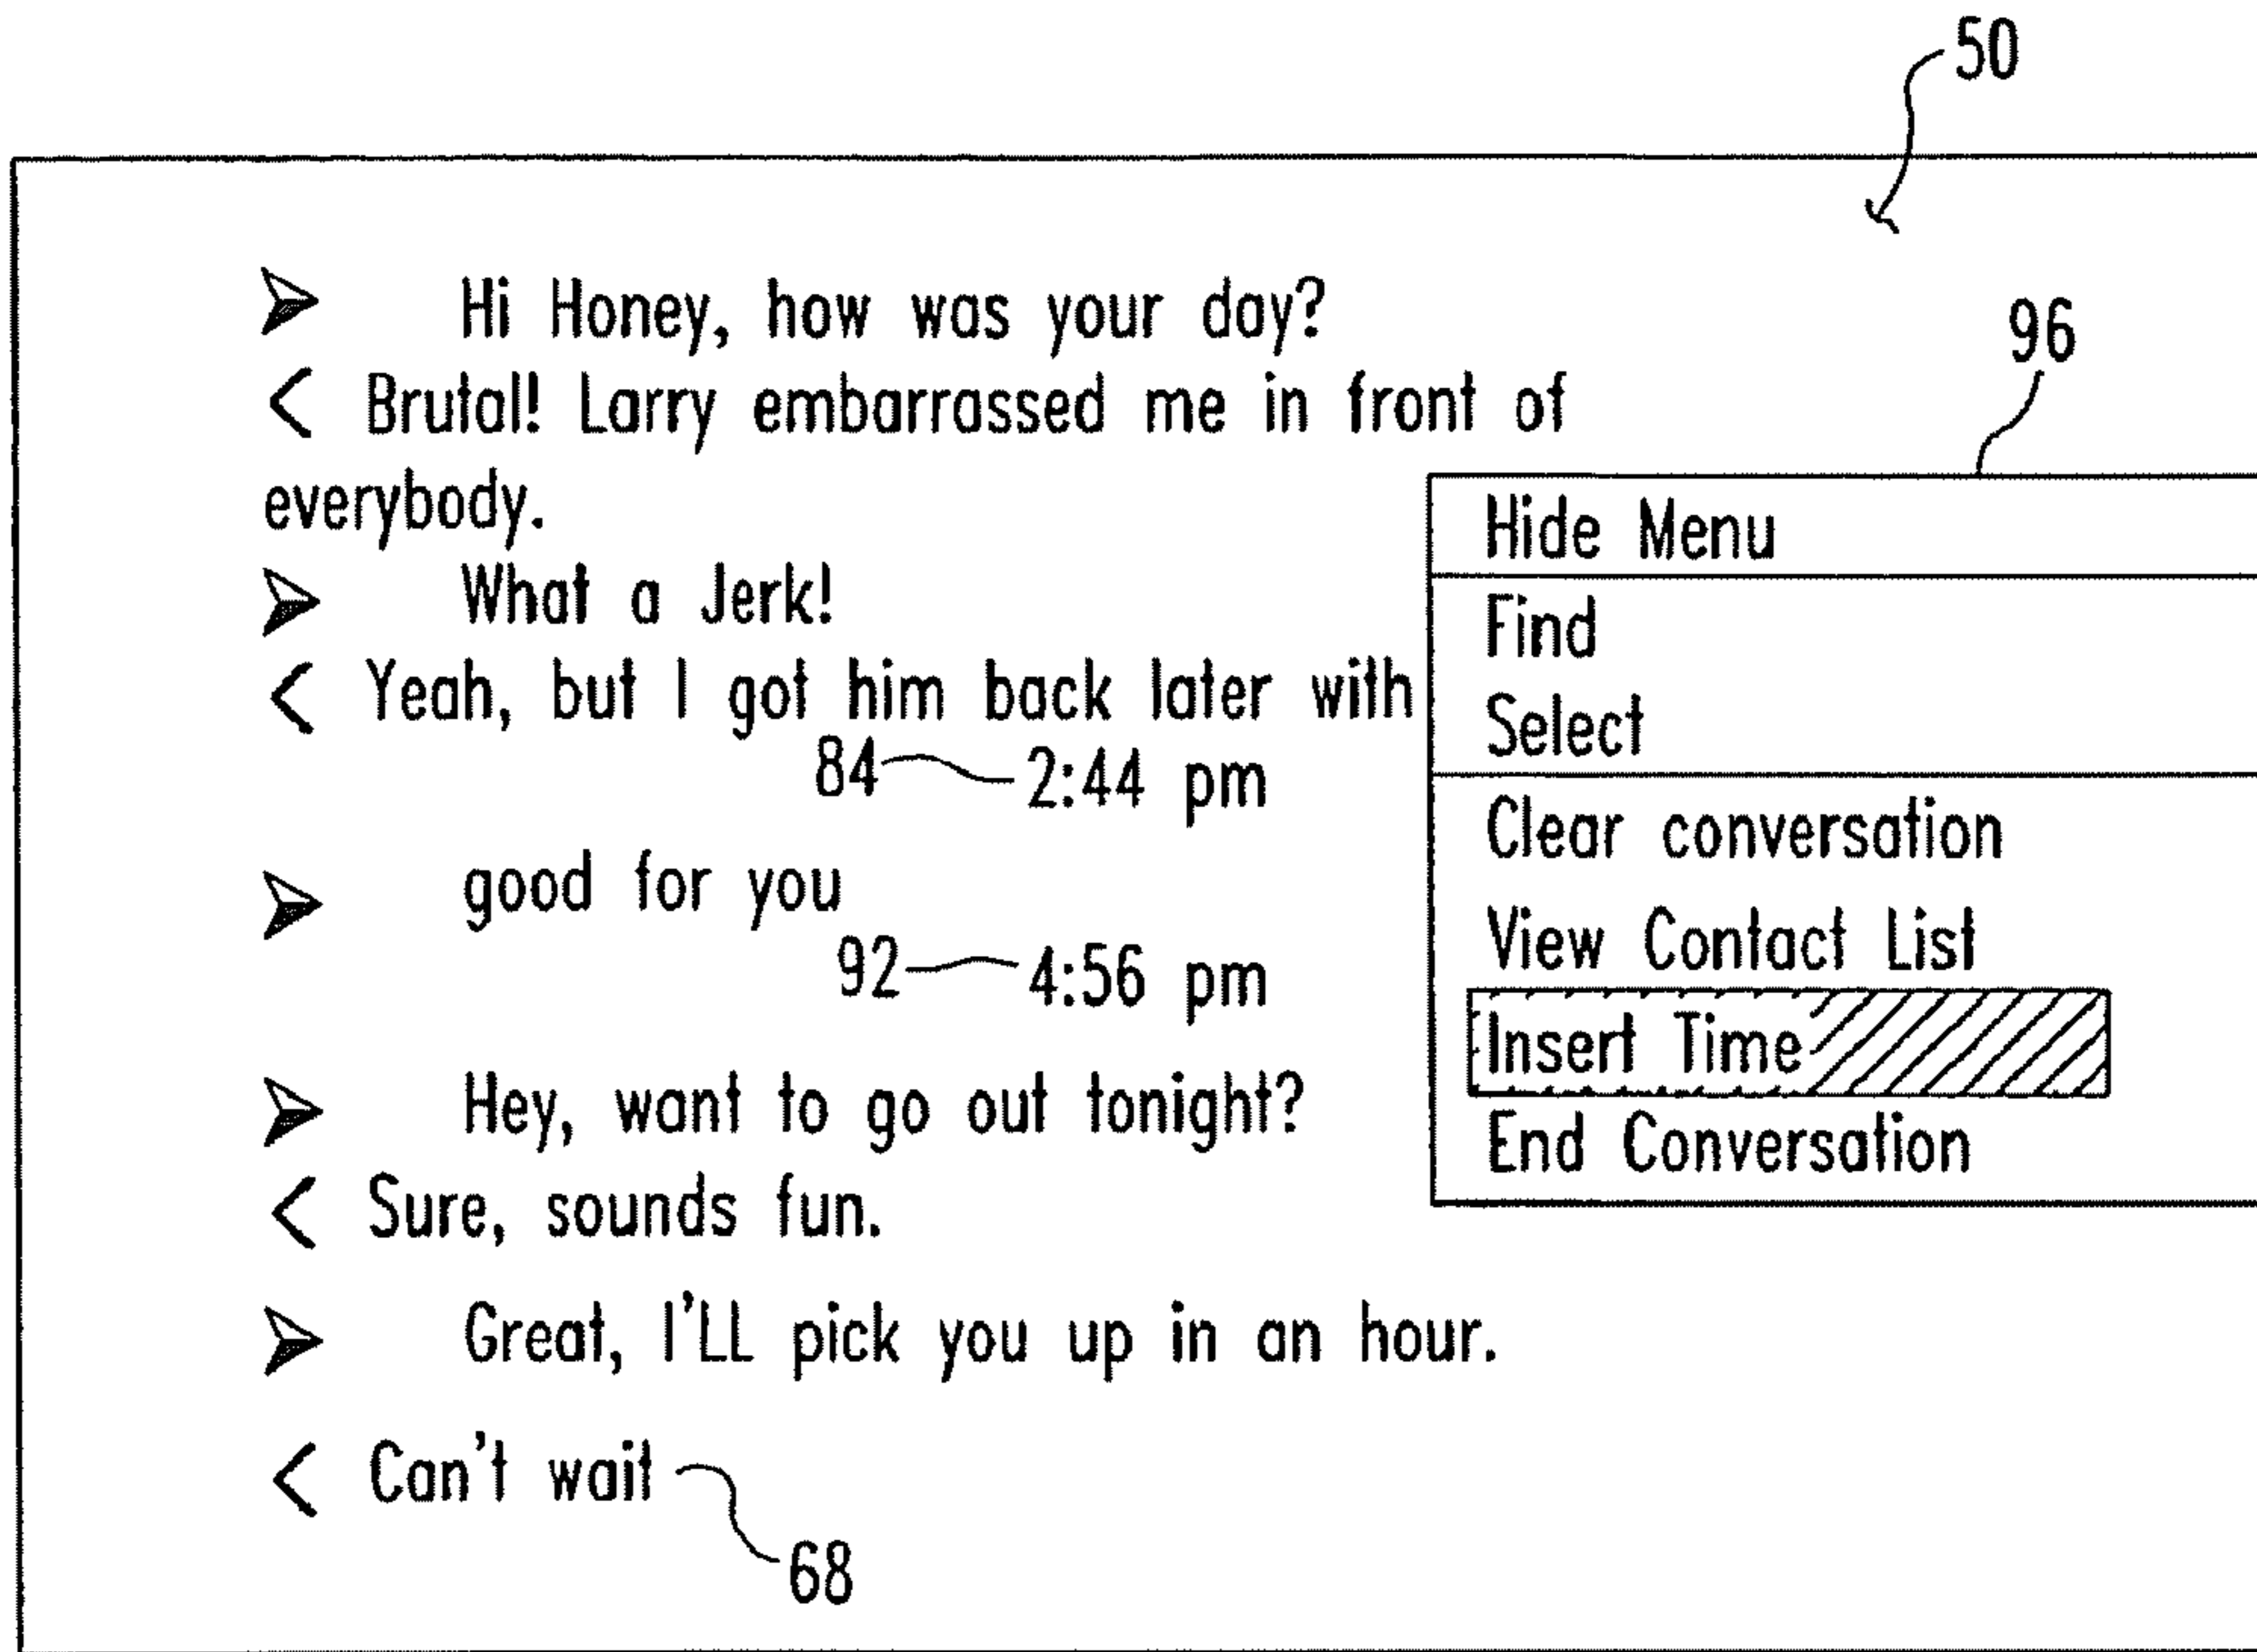 50
➢ Hi Honey, how was your day?
< Brutal! Larry embarrassed me in front of
everybody.
➢ What a Jerk!
< Yeah, but I got him back later with
84 2:44 pm
➢ good for you
92 4:56 pm
➢ Hey, want to go out tonight?
< Sure, sounds fun.
➢ Great, I'LL pick you up in an hour.
< Can't wait
68
96
Hide Menu
Find
Select
Clear conversation
View Contact List
Insert Time
End Conversation